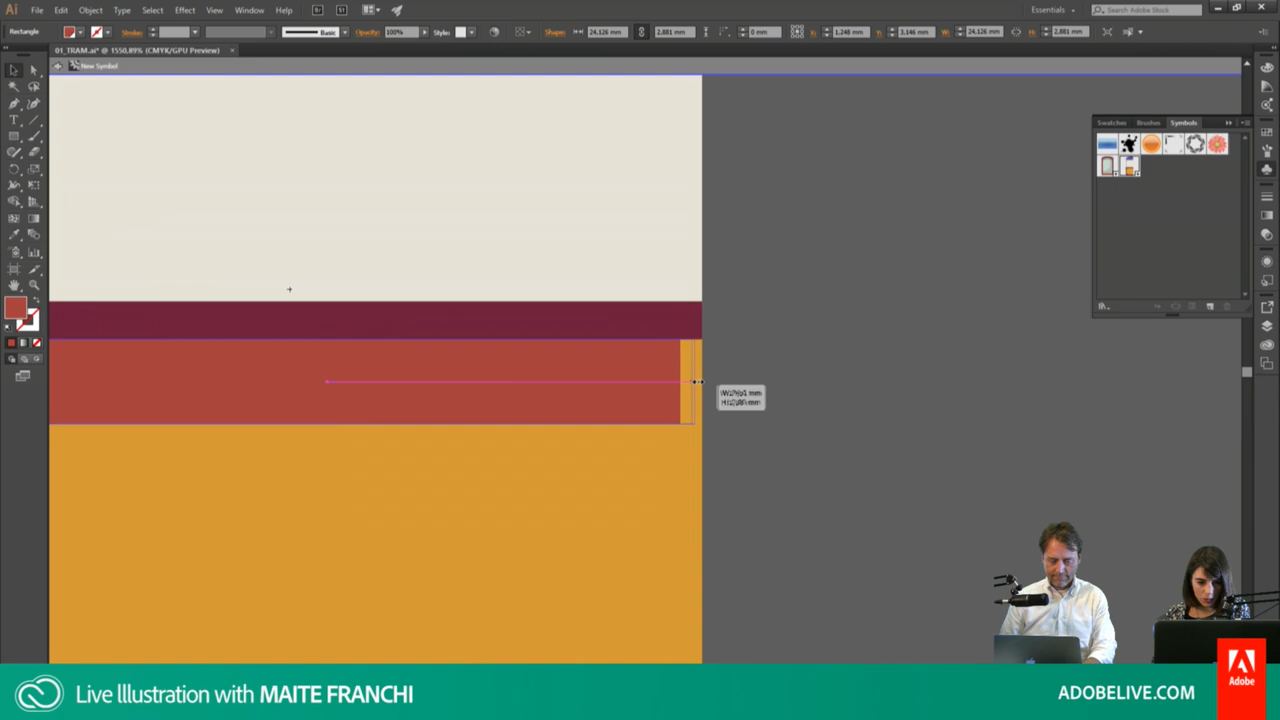 Ai File Edit Object Type Select Effect View Window Help Br St Essentials Search Adobe Stock
Rectangle Stroke: Basic Opacity: 100% Style: Shape: 24,126 mm 2,881 mm 0 mm X: 1,248 mm Y: 3,146 mm W: 24,126 mm H: 2,881 mm
01_TRAM.ai* @ 1550,89% (CMYK/GPU Preview) ×
New Symbol
Swatches Brushes Symbols
Live Illustration with MAITE FRANCHI
ADOBELIVE.COM
Adobe